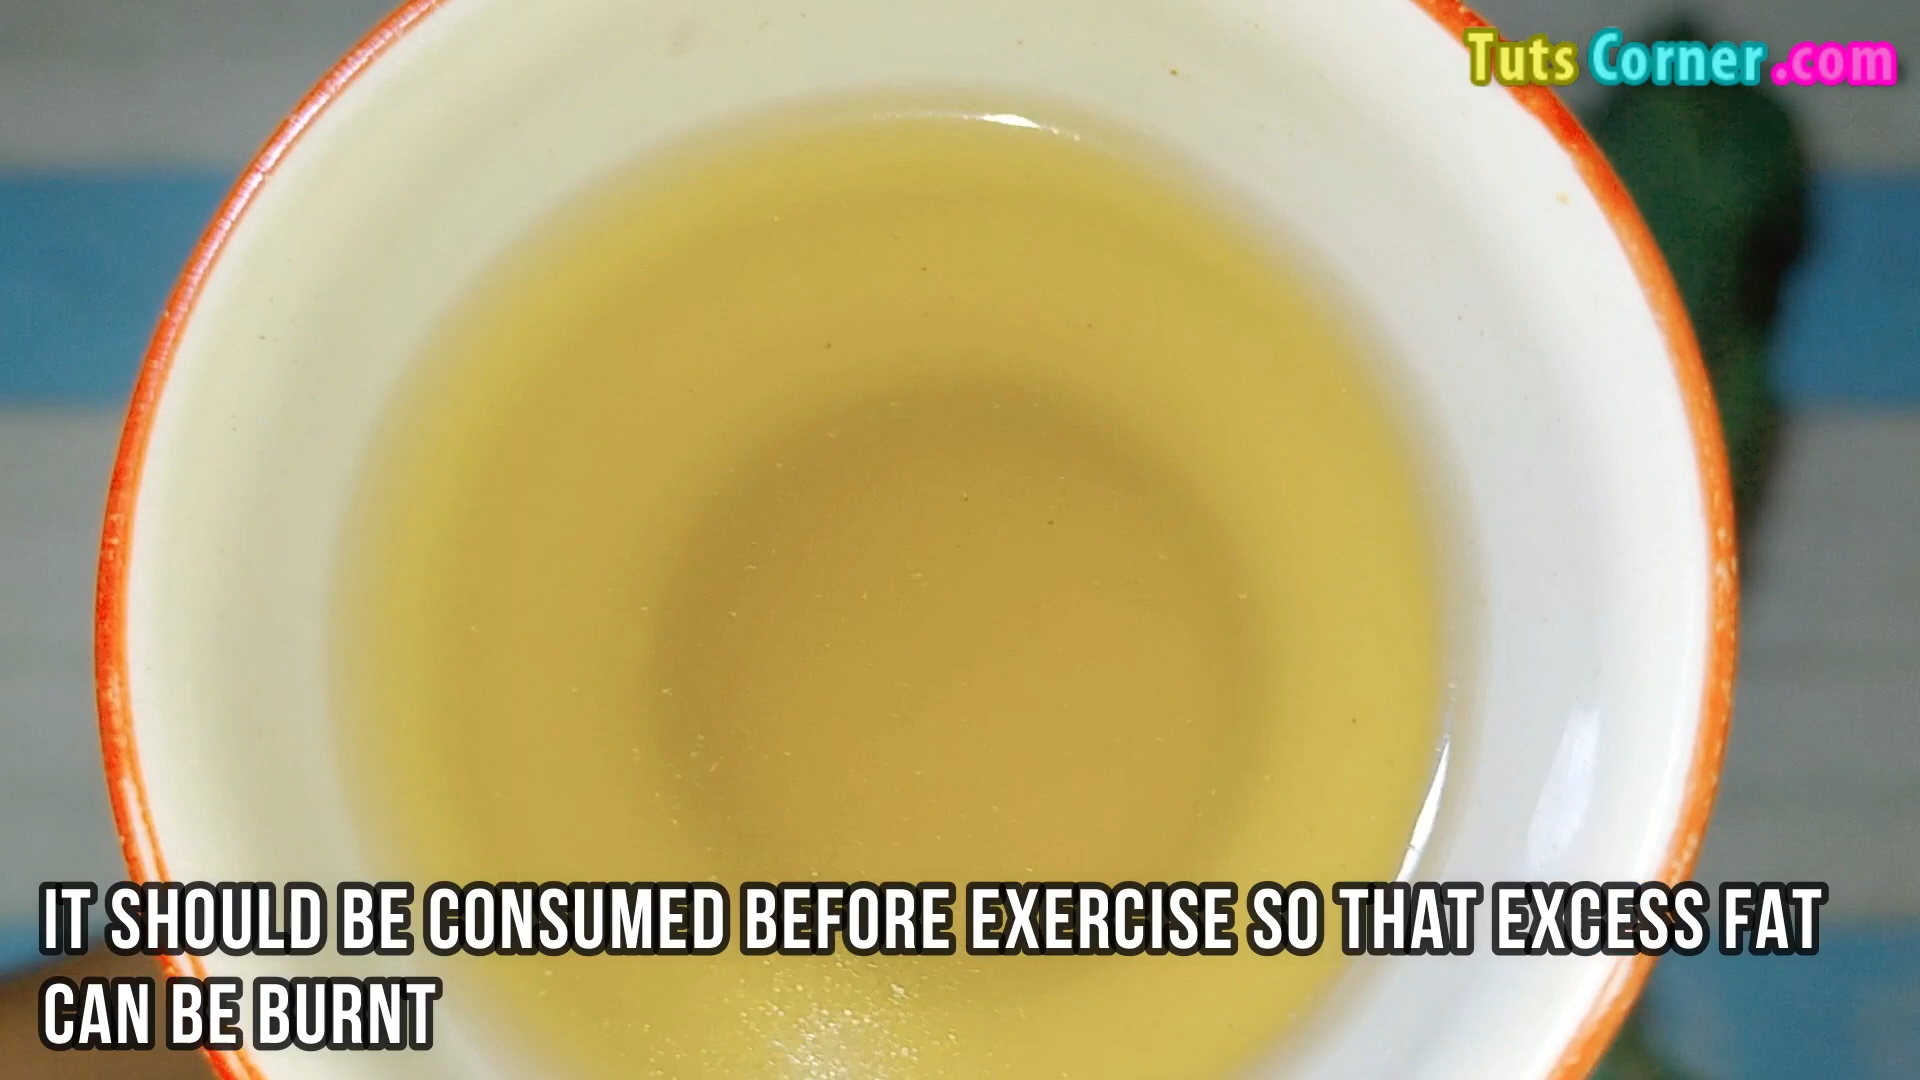 Tuts Corner.com
IT SHOULD BE CONSUMED BEFORE EXERCISE SO THAT EXCESS FAT
CAN BE BURNT